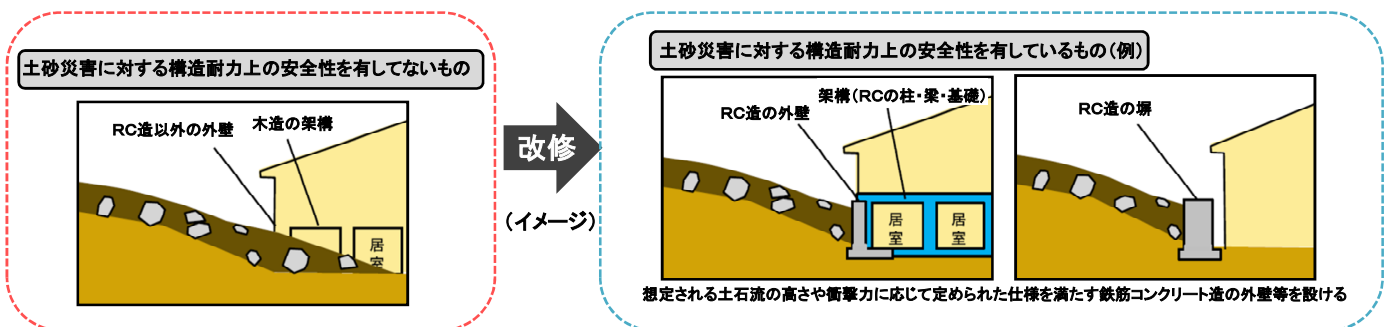 土砂災害に対する構造耐力上の安全性を有してないもの
RC造以外の外壁
木造の架構
居室
改修
(イメージ)
土砂災害に対する構造耐力上の安全性を有しているもの(例)
RC造の外壁
架構(RCの柱・梁・基礎)
居室
居室
RC造の塀
想定される土石流の高さや衝撃力に応じて定められた仕様を満たす鉄筋コンクリート造の外壁等を設ける